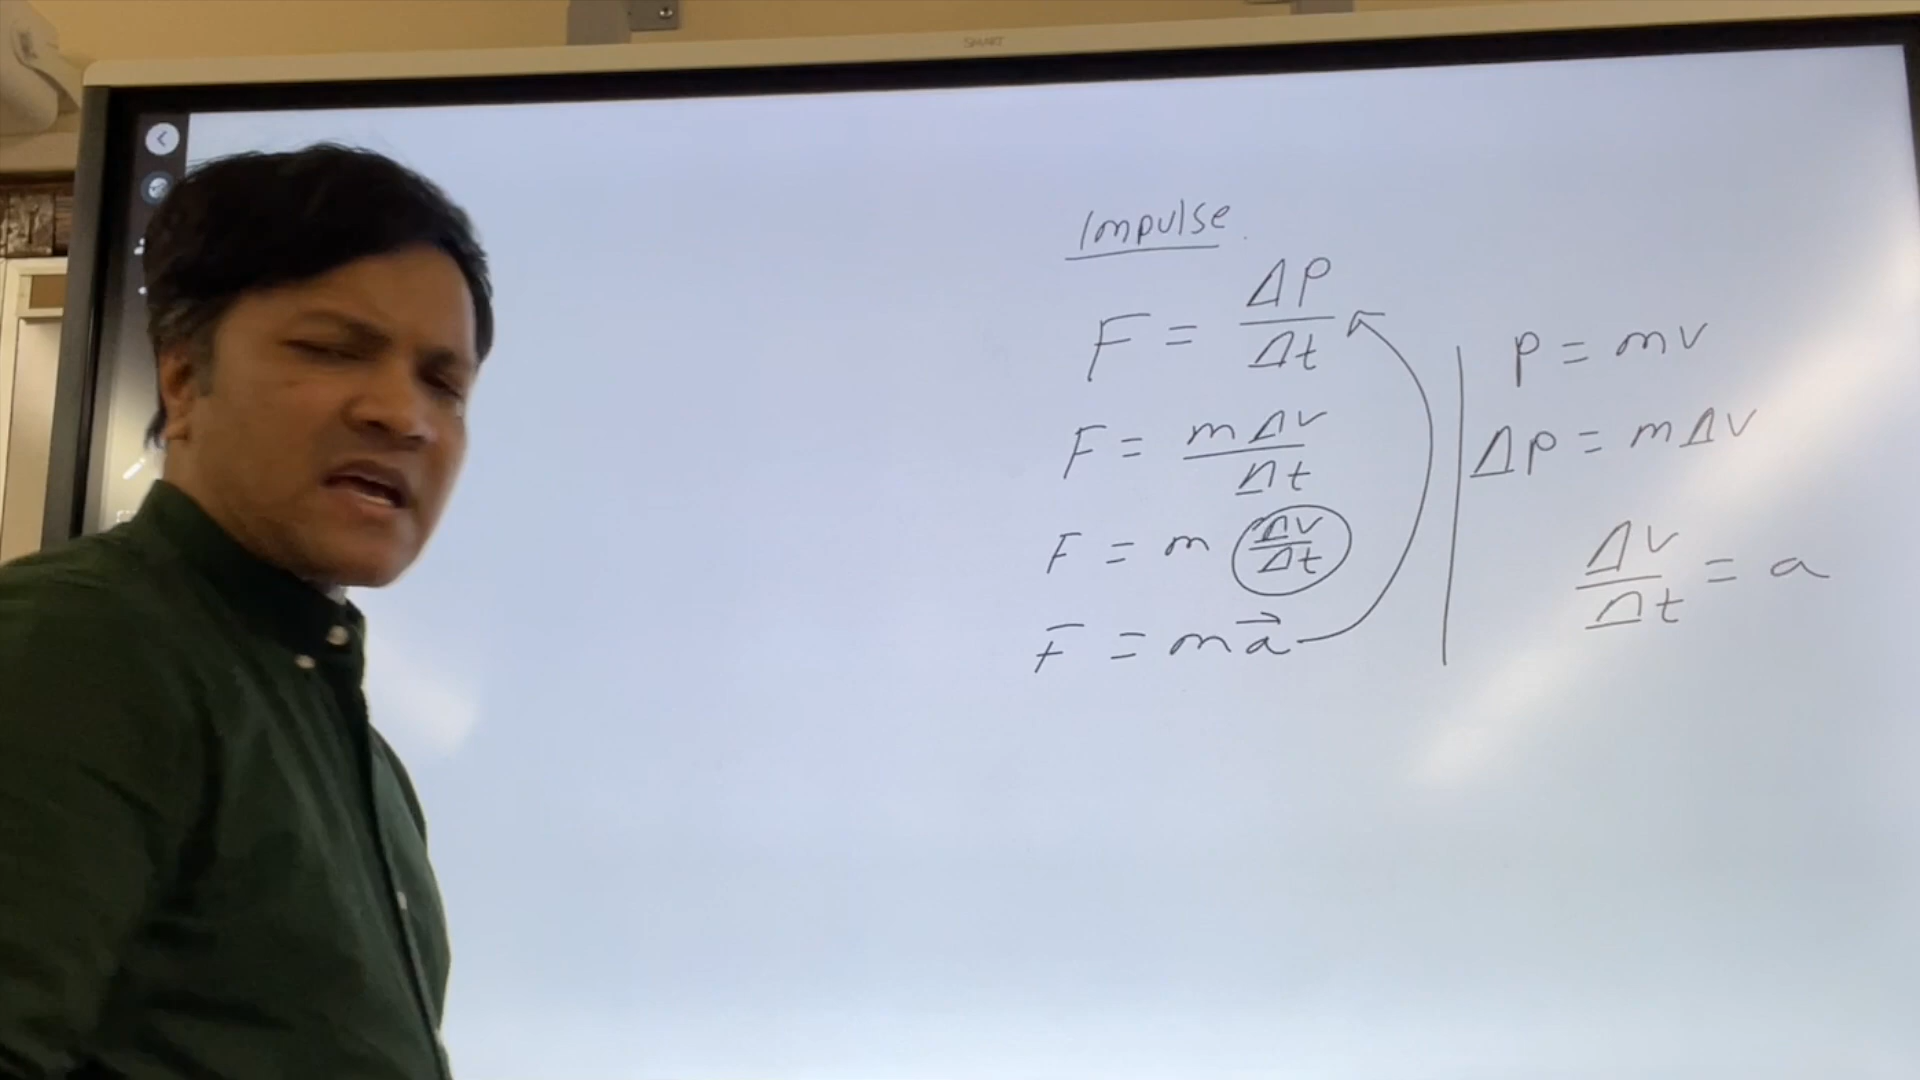 SMART
Impulse
F = ΔP/Δt
F = mΔv/Δt
F = m Δv/Δt
F = ma⃗
P = mv
ΔP = mΔv
Δv/Δt = a